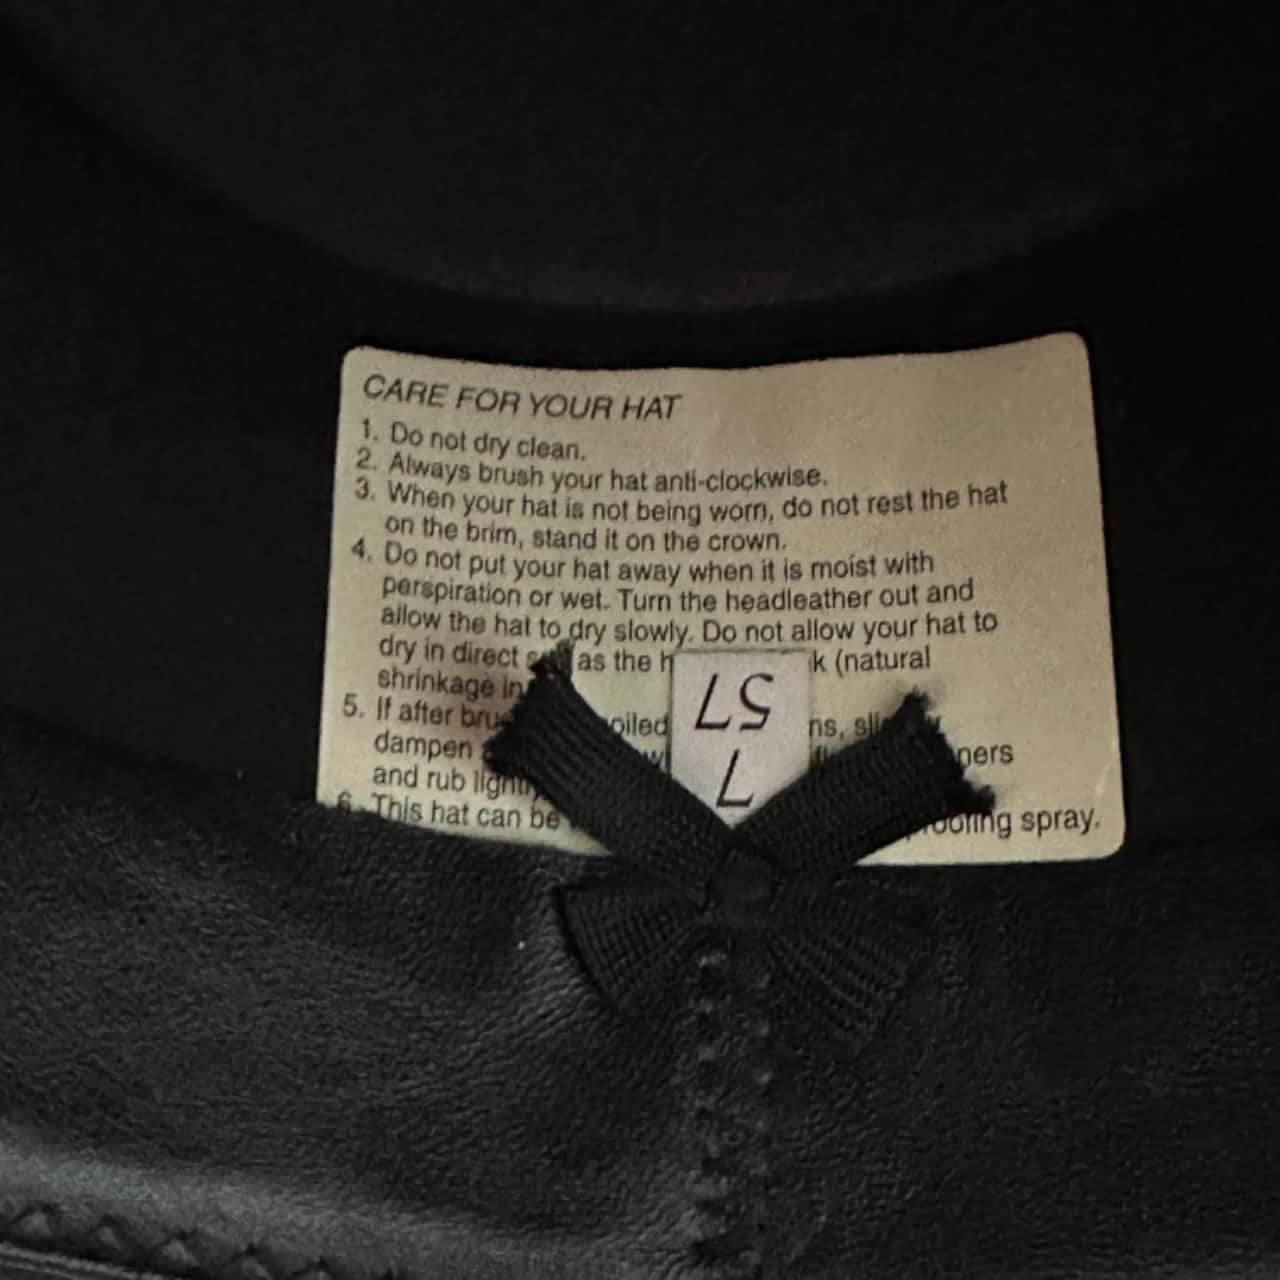 CARE FOR YOUR HAT
1. Do not dry clean.
2. Always brush your hat anti-clockwise.
3. When your hat is not being worn, do not rest the hat
on the brim, stand it on the crown.
4. Do not put your hat away when it is moist with
perspiration or wet. Turn the headleather out and
allow the hat to dry slowly. Do not allow your hat to
dry in direct as the (natural
shrinkage in
5. If after
dampen
and rub lightly
6. This hat can be spray.
57
7